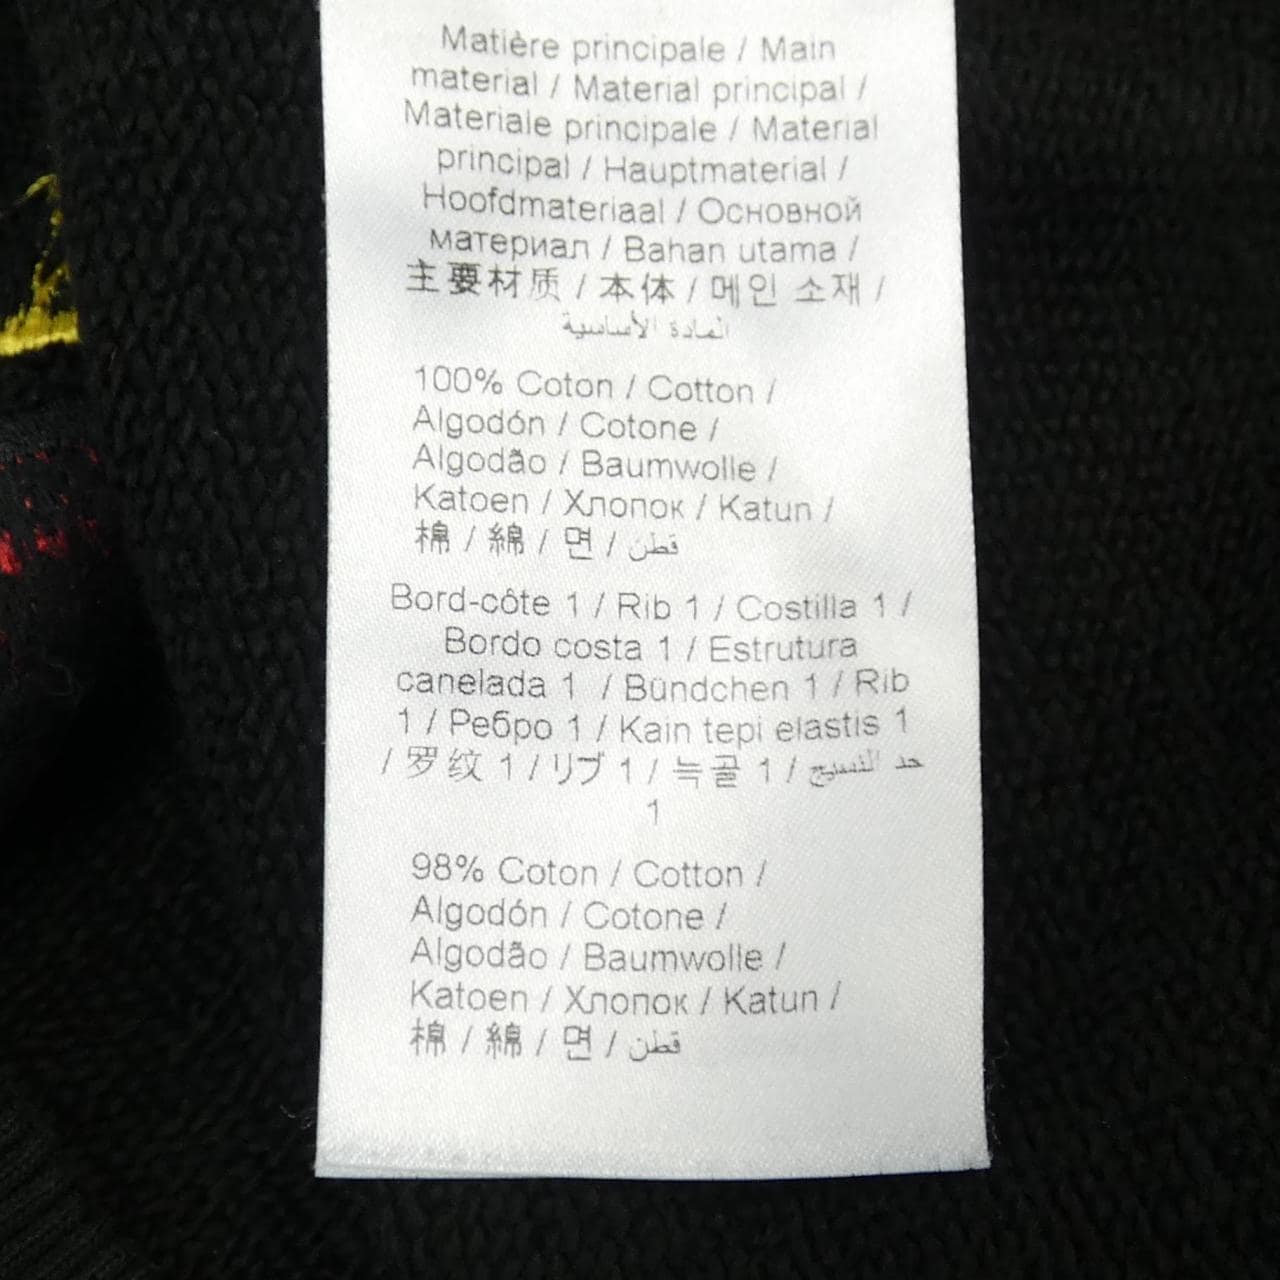 Matière principale / Main
material / Material principal /
Materiale principale / Material
principal / Hauptmaterial /
Hoofdmateriaal / Основной
материал / Bahan utama /
主要材质 / 本体 / 메인 소재 /
المادة الأساسية
100% Coton / Cotton /
Algodón / Cotone /
Algodão / Baumwolle /
Katoen / Хлопок / Katun /
棉 / 綿 / 면 / قطن
Bord-côte 1 / Rib 1 / Costilla 1 /
Bordo costa 1 / Estrutura
canelada 1 / Bündchen 1 / Rib
1 / Ребро 1 / Kain tepi elastis 1
/ 罗纹 1 / リブ 1 / 늑골 1 / حد النسيج
1
98% Coton / Cotton /
Algodón / Cotone /
Algodão / Baumwolle /
Katoen / Хлопок / Katun /
棉 / 綿 / 면 / قطن